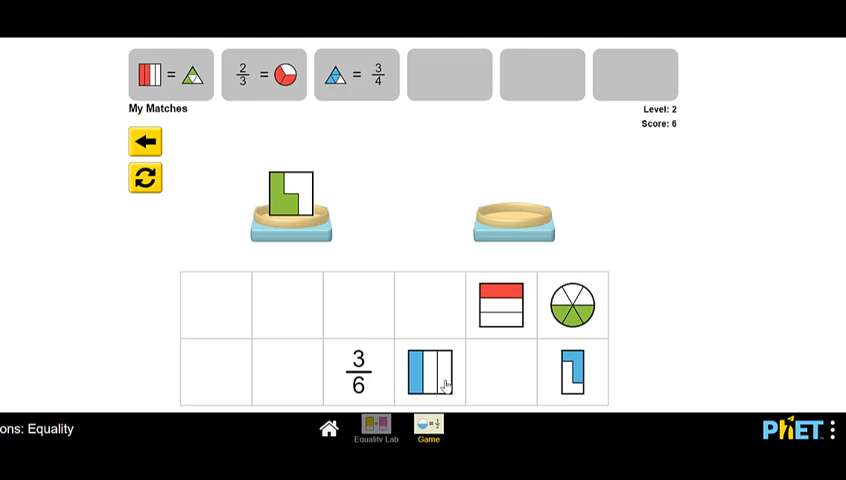 = 2/3 = = 3/4
My Matches
Level: 2
Score: 6
3/6
ons: Equality
Equality Lab
Game
PhET